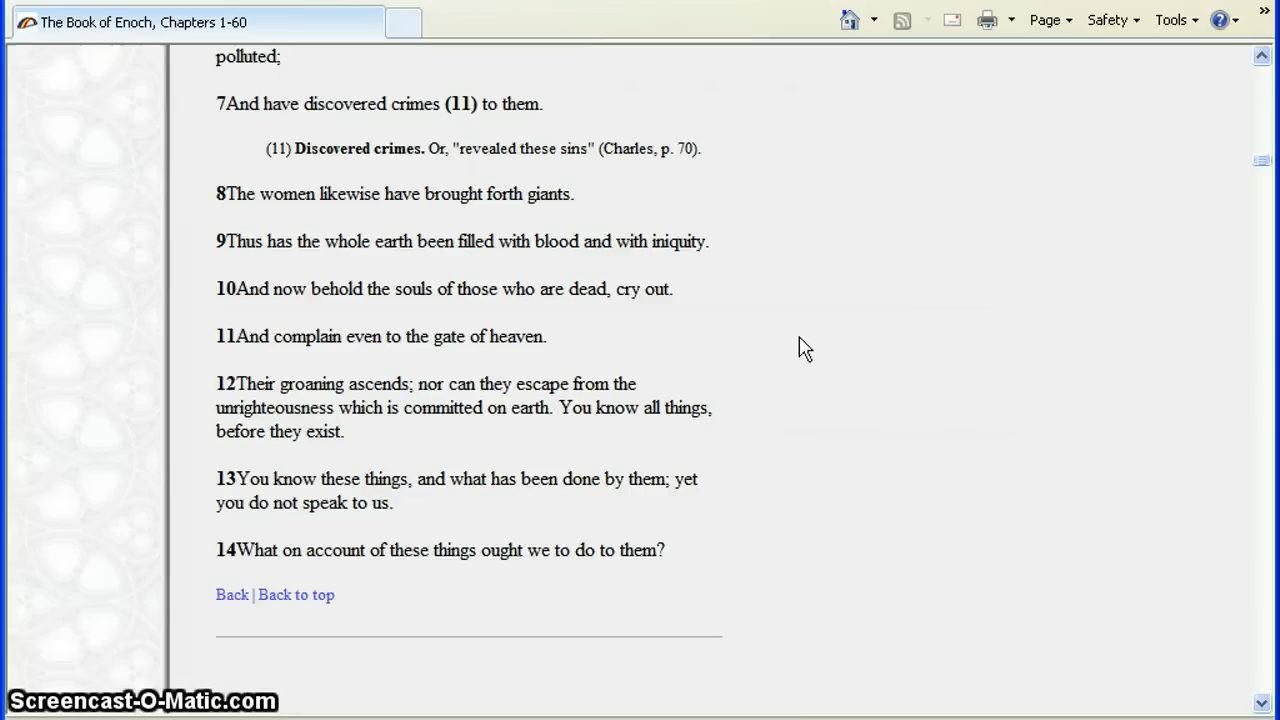 The Book of Enoch, Chapters 1-60
Page
Safety
Tools
polluted;
7And have discovered crimes (11) to them.
(11) Discovered crimes. Or, "revealed these sins" (Charles, p. 70).
8The women likewise have brought forth giants.
9Thus has the whole earth been filled with blood and with iniquity.
10And now behold the souls of those who are dead, cry out.
11And complain even to the gate of heaven.
12Their groaning ascends; nor can they escape from the
unrighteousness which is committed on earth. You know all things,
before they exist.
13You know these things, and what has been done by them; yet
you do not speak to us.
14What on account of these things ought we to do to them?
Back | Back to top
Screencast-O-Matic.com